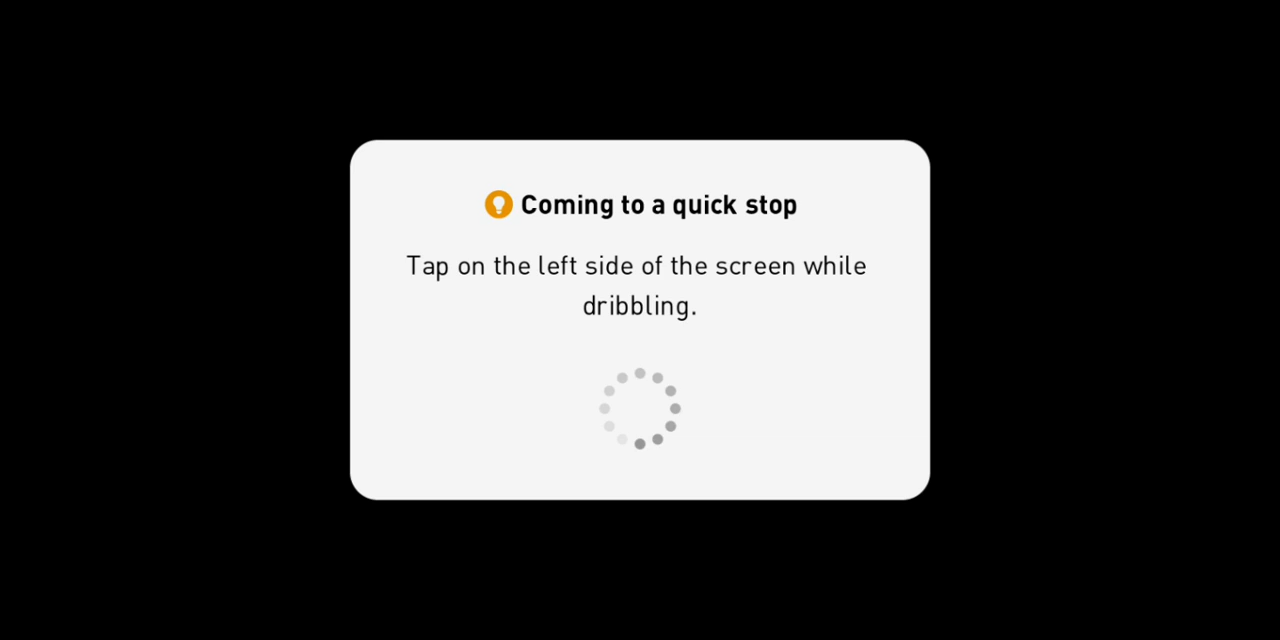 Coming to a quick stop
Tap on the left side of the screen while
dribbling.